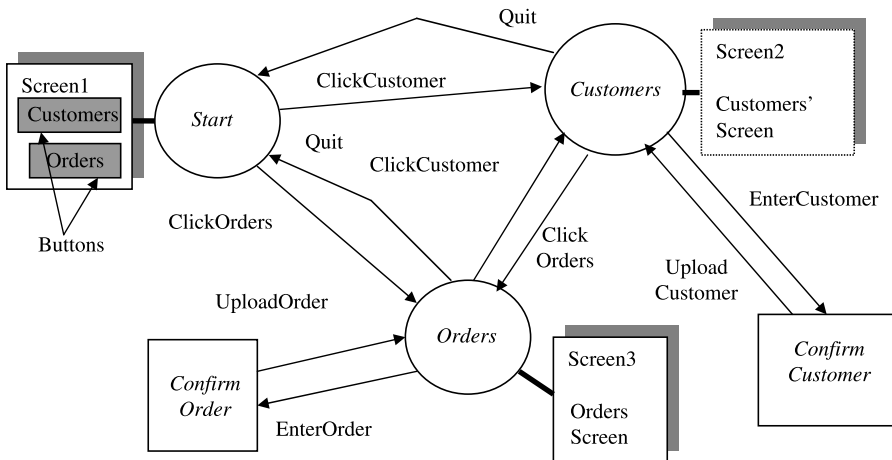 Quit
Screen1
Customers
Orders
Buttons
Start
ClickCustomer
Customers
Screen2
Customers’
Screen
Quit
ClickCustomer
ClickOrders
Click
Orders
EnterCustomer
Upload
Customer
UploadOrder
Orders
Confirm
Order
EnterOrder
Screen3
Orders
Screen
Confirm
Customer